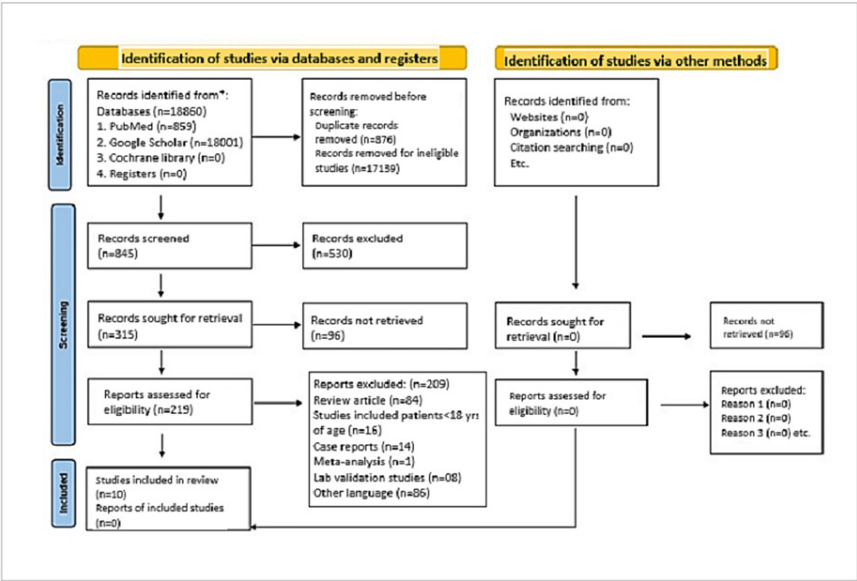 Identification of studies via databases and registers
Identification of studies via other methods
Identification
Records identified from*:
Databases (n=18860)
1. PubMed (n=859)
2. Google Scholar (n=18001)
3. Cochrane library (n=0)
4. Registers (n=0)
Records removed before
screening:
Duplicate records
removed (n=876)
Records removed for ineligible
studies (n=17139)
Records identified from:
Websites (n=0)
Organizations (n=0)
Citation searching (n=0)
Etc.
Screening
Records screened
(n=845)
Records excluded
(n=530)
Records sought for retrieval
(n=315)
Records not retrieved
(n=96)
Records sought for
retrieval (n=0)
Records not
retrieved (n=96)
Reports assessed for
eligibility (n=219)
Reports excluded: (n=209)
Review article (n=84)
Studies included patients<18 yrs
of age (n=16)
Case reports (n=14)
Meta-analysis (n=1)
Lab validation studies (n=08)
Other language (n=86)
Reports assessed for
eligibility (n=0)
Reports excluded:
Reason 1 (n=0)
Reason 2 (n=0)
Reason 3 (n=0) etc.
Included
Studies included in review
(n=10)
Reports of included studies
(n=0)